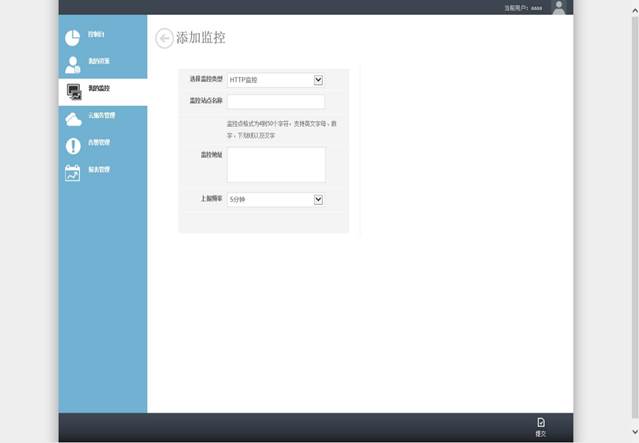 当前用户：aaaa
控制台
我的政策
我的监控
云服务管理
告警管理
报表管理
添加监控
选择监控类型
HTTP监控
监控站点名称
监控点格式为4到50个字符，支持英文字母，数
字，下划线以及汉字
监控地址
上报频率
5分钟
提交